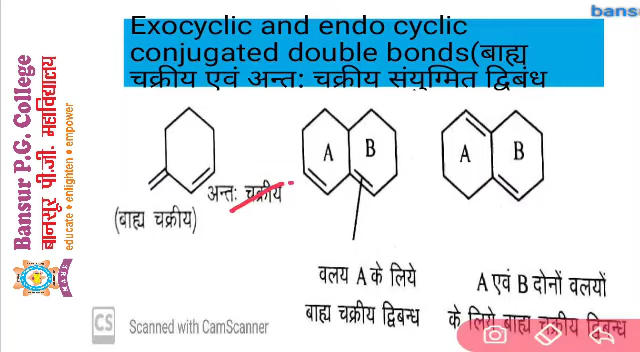 bansu
Exocyclic and endo cyclic
conjugated double bonds(बाह्य
चक्रीय एवं अन्त: चक्रीय संयुग्मित द्विबंध
Bansur P.G. College
बानसूर पी.जी. महाविद्यालय
educate • enlighten • empower
A
B
A
B
अन्तः चक्रीय
(बाह्य चक्रीय)
वलय A के लिये
बाह्य चक्रीय द्विबन्ध
A एवं B दोनों वलयों
के लिये बाह्य चक्रीय द्विबन्ध
CS
Scanned with CamScanner